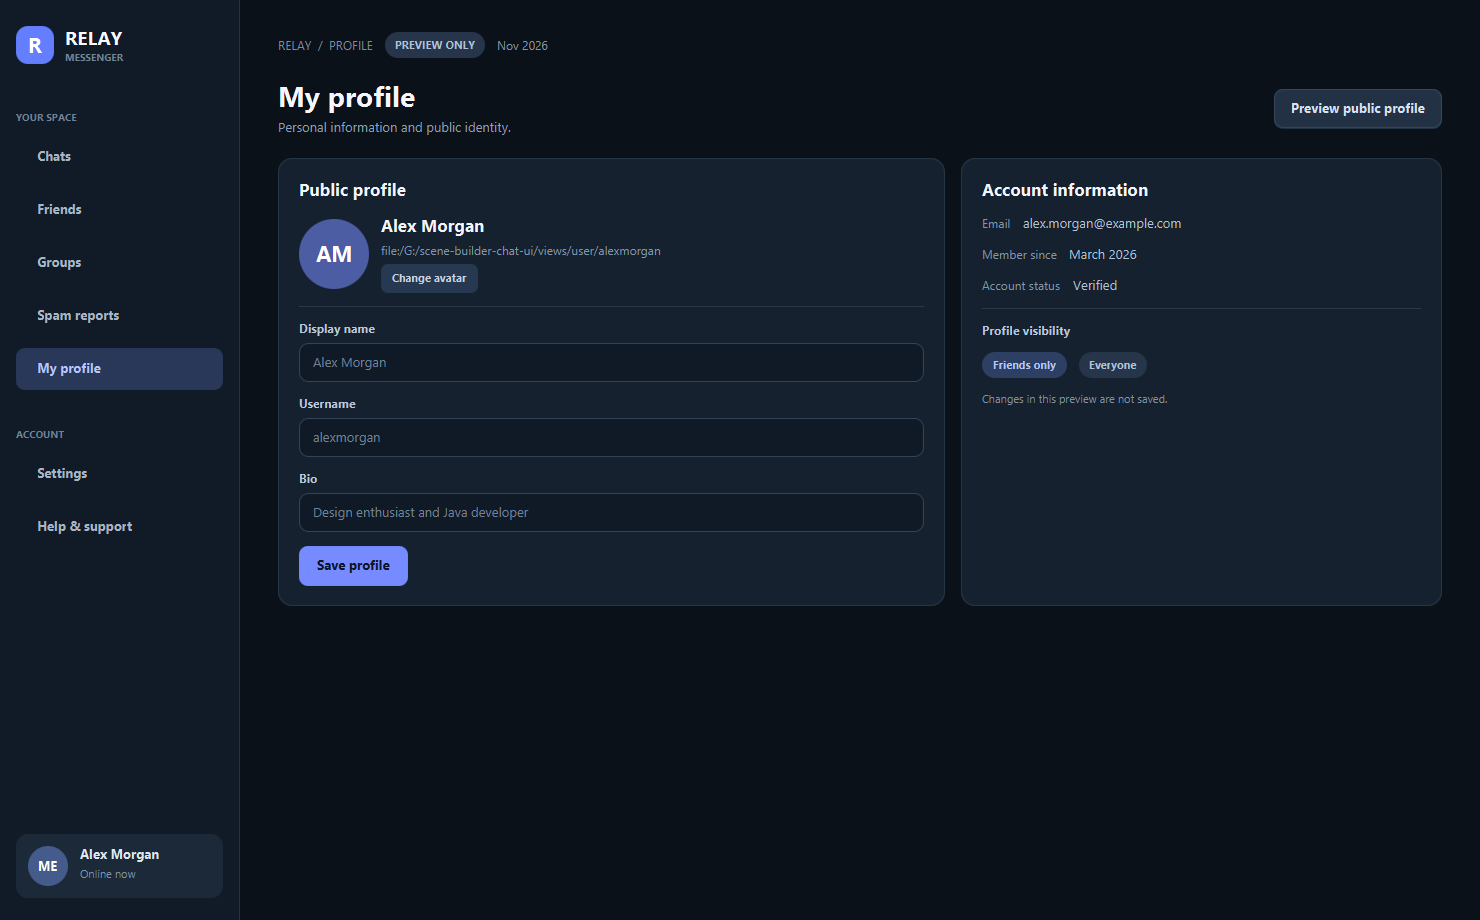 R
RELAY
MESSENGER
YOUR SPACE
Chats
Friends
Groups
Spam reports
My profile
ACCOUNT
Settings
Help & support
ME
Alex Morgan
Online now
RELAY / PROFILE PREVIEW ONLY Nov 2026
My profile
Personal information and public identity.
Preview public profile
Public profile
AM
Alex Morgan
file:/G:/scene-builder-chat-ui/views/user/alexmorgan
Change avatar
Display name
Alex Morgan
Username
alexmorgan
Bio
Design enthusiast and Java developer
Save profile
Account information
Email alex.morgan@example.com
Member since March 2026
Account status Verified
Profile visibility
Friends only Everyone
Changes in this preview are not saved.